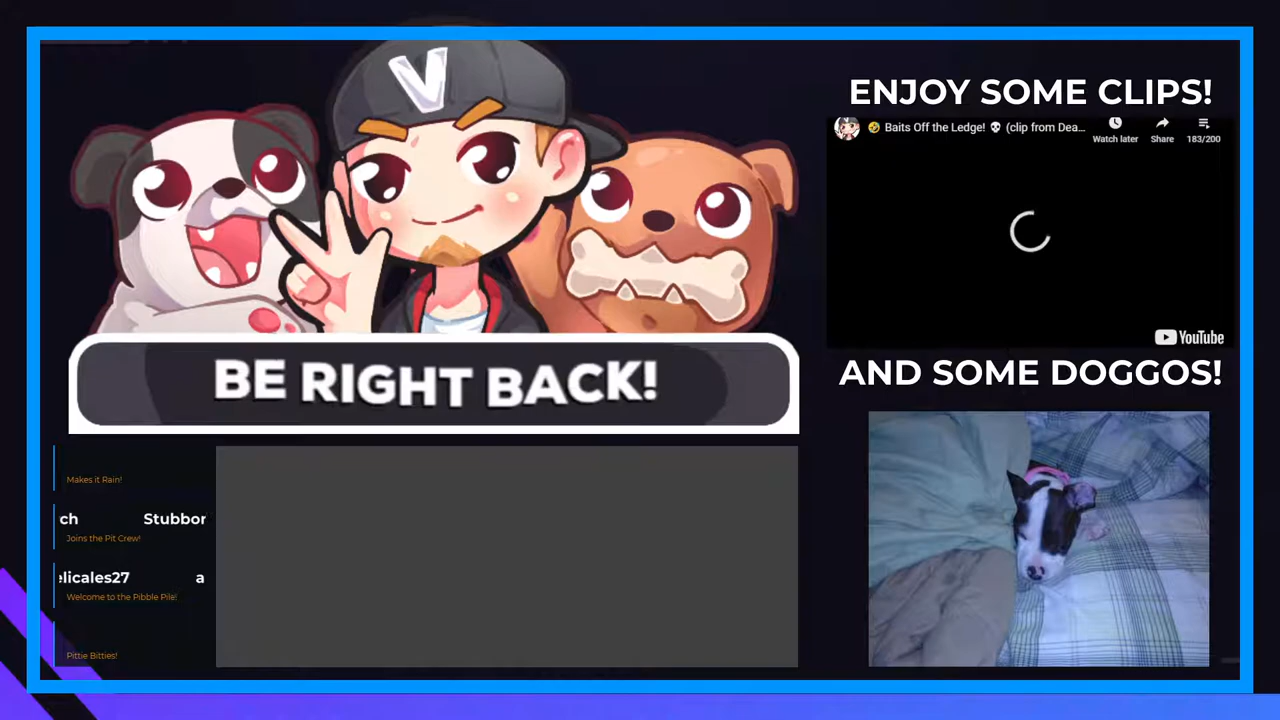 V
BE RIGHT BACK!
Makes it Rain!
ch Stubbor
Joins the Pit Crew!
elicales27 a
Welcome to the Pibble Pile!
Pittie Bitties!
ENJOY SOME CLIPS!
🤣 Baits Off the Ledge! 💀 (clip from Dea...
Watch later
Share
183/200
YouTube
AND SOME DOGGOS!